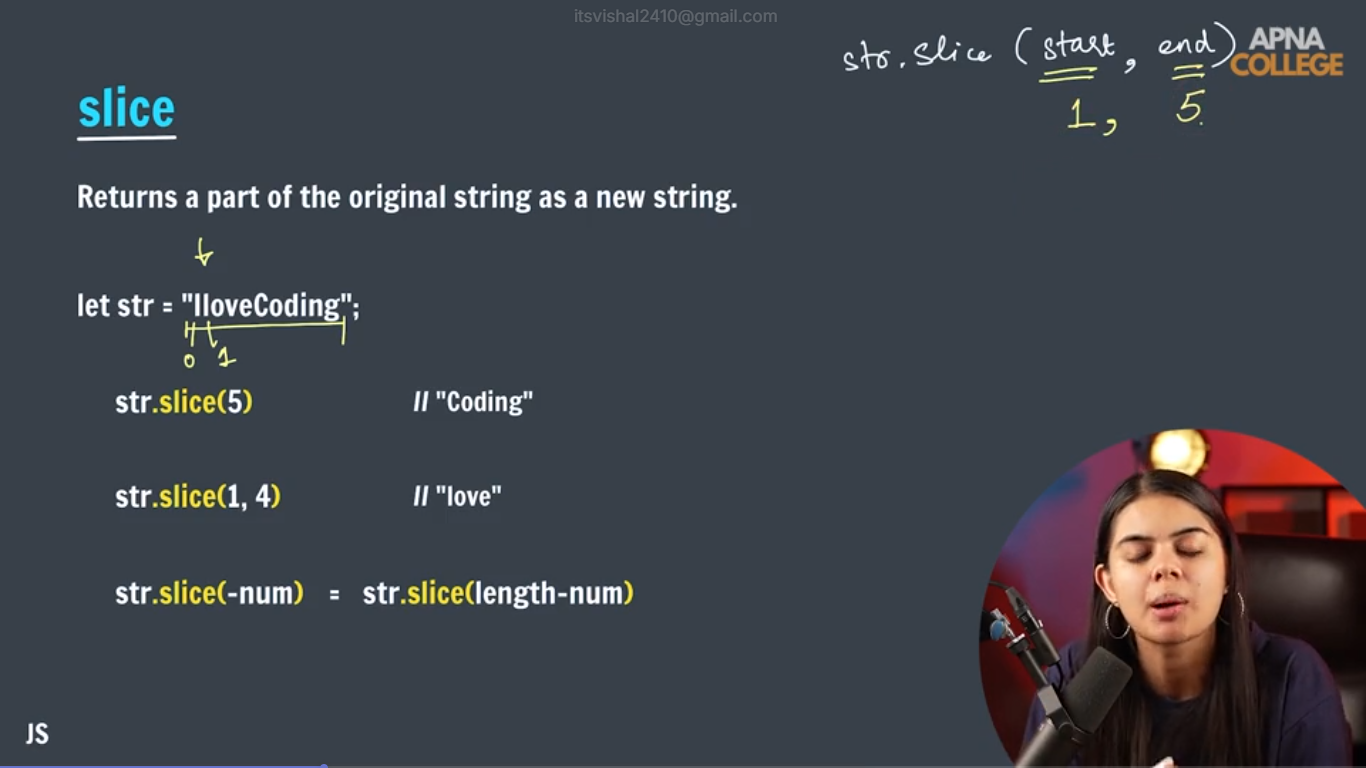 itsvishal2410@gmail.com
str.slice (start, end)
APNA
COLLEGE
1, 5
slice
Returns a part of the original string as a new string.
let str = "IloveCoding";
0 1
str.slice(5) // "Coding"
str.slice(1, 4) // "love"
str.slice(-num) = str.slice(length-num)
JS